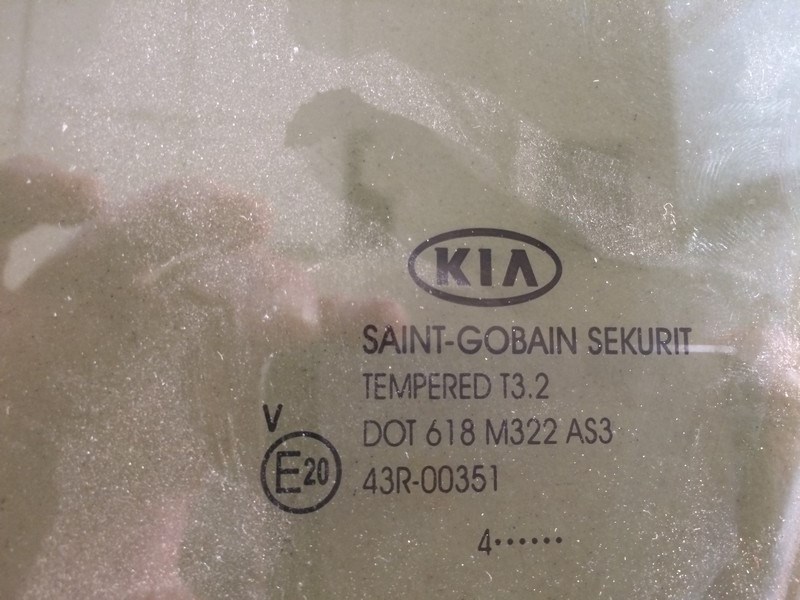 KIA
SAINT-GOBAIN SEKURIT
TEMPERED T3.2
V
DOT 618 M322 AS3
E20
43R-00351
4••••••